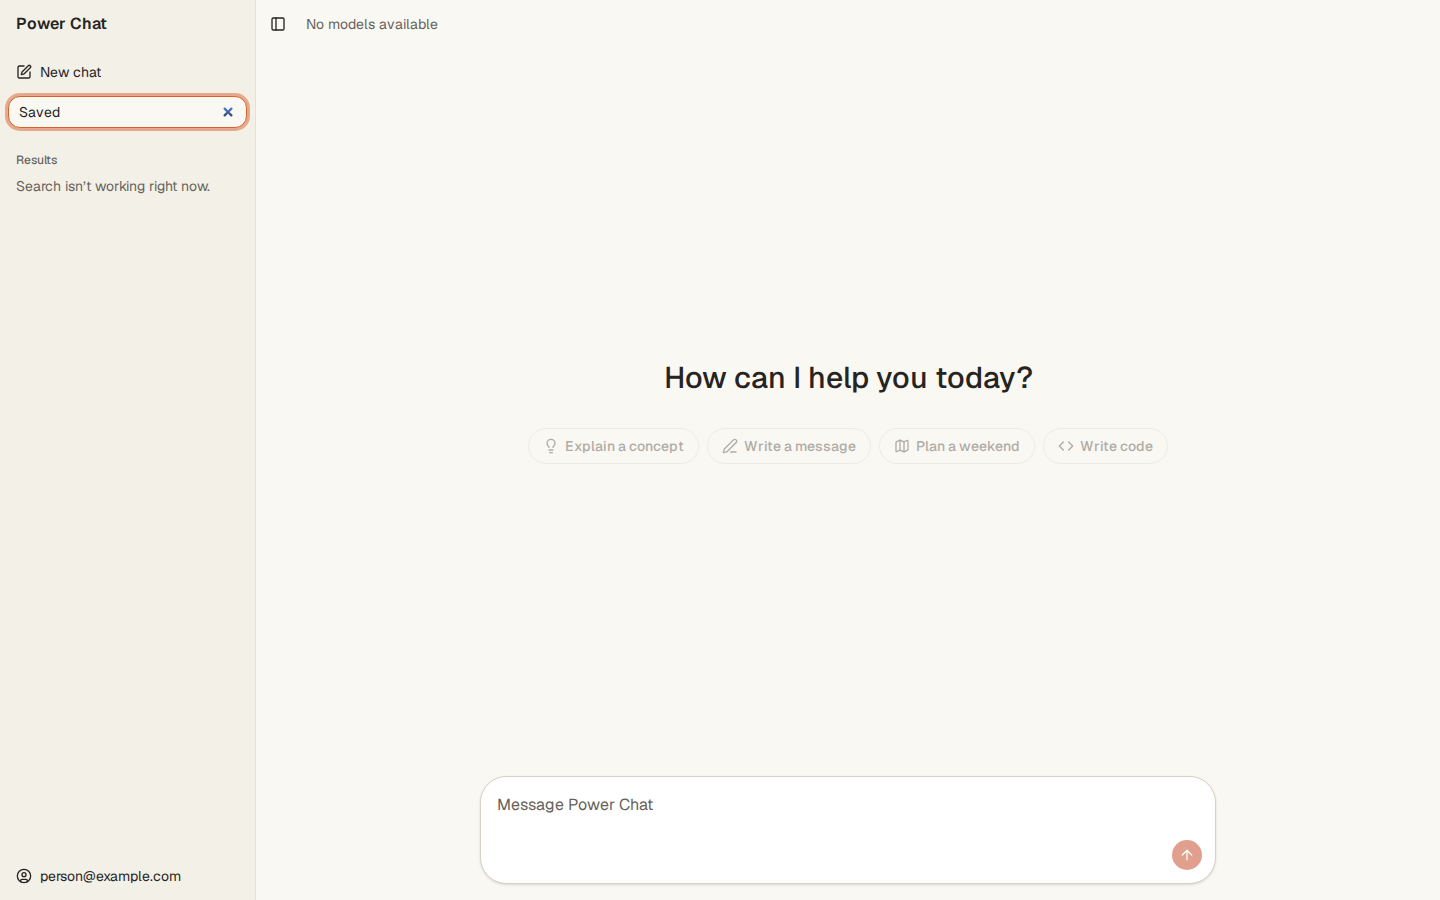 Power Chat
No models available
New chat
Saved
Results
Search isn't working right now.
How can I help you today?
Explain a concept
Write a message
Plan a weekend
Write code
Message Power Chat
person@example.com